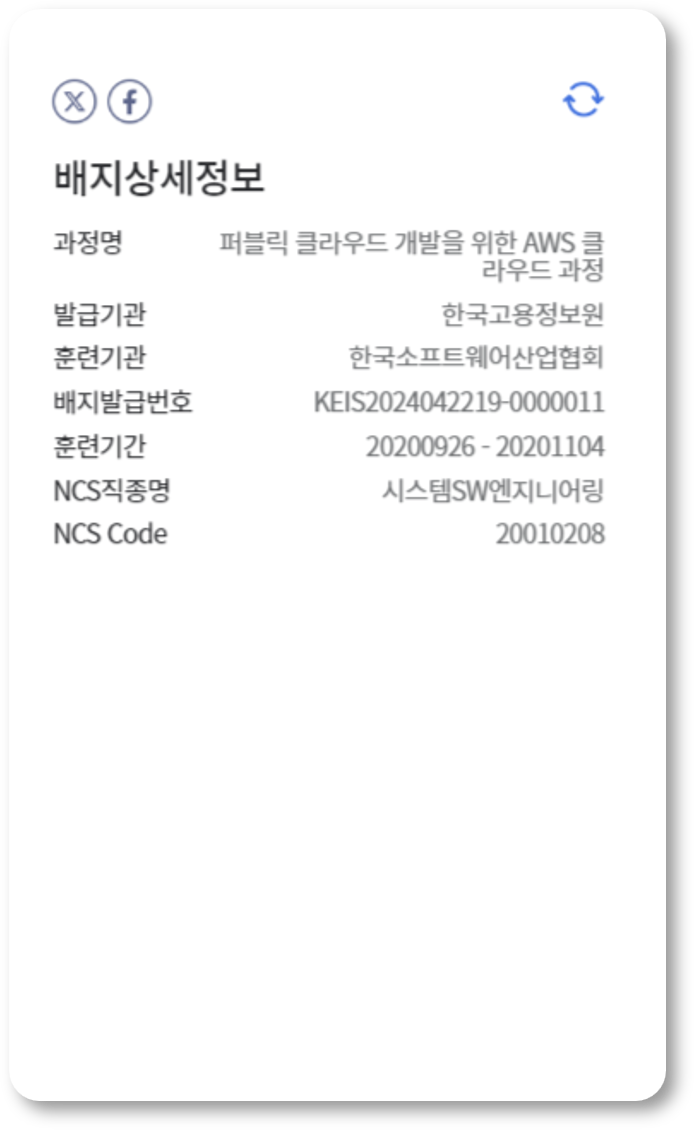 배지상세정보
과정명 퍼블릭 클라우드 개발을 위한 AWS 클
라우드 과정
발급기관 한국고용정보원
훈련기관 한국소프트웨어산업협회
배지발급번호 KEIS2024042219-0000011
훈련기간 20200926 - 20201104
NCS직종명 시스템SW엔지니어링
NCS Code 20010208